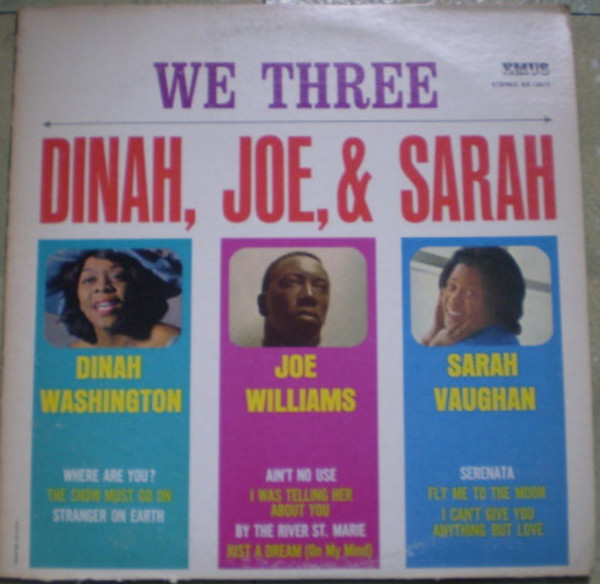 WE THREE
STEREO
DINAH, JOE, & SARAH
DINAH
WASHINGTON
WHERE ARE YOU?
THE SHOW MUST GO ON
STRANGER ON EARTH
JOE
WILLIAMS
AIN'T NO USE
I WAS TELLING HER
ABOUT YOU
BY THE RIVER ST. MARIE
JUST A DREAM (On My Mind)
SARAH
VAUGHAN
SERENATA
FLY ME TO THE MOON
I CAN'T GIVE YOU
ANYTHING BUT LOVE